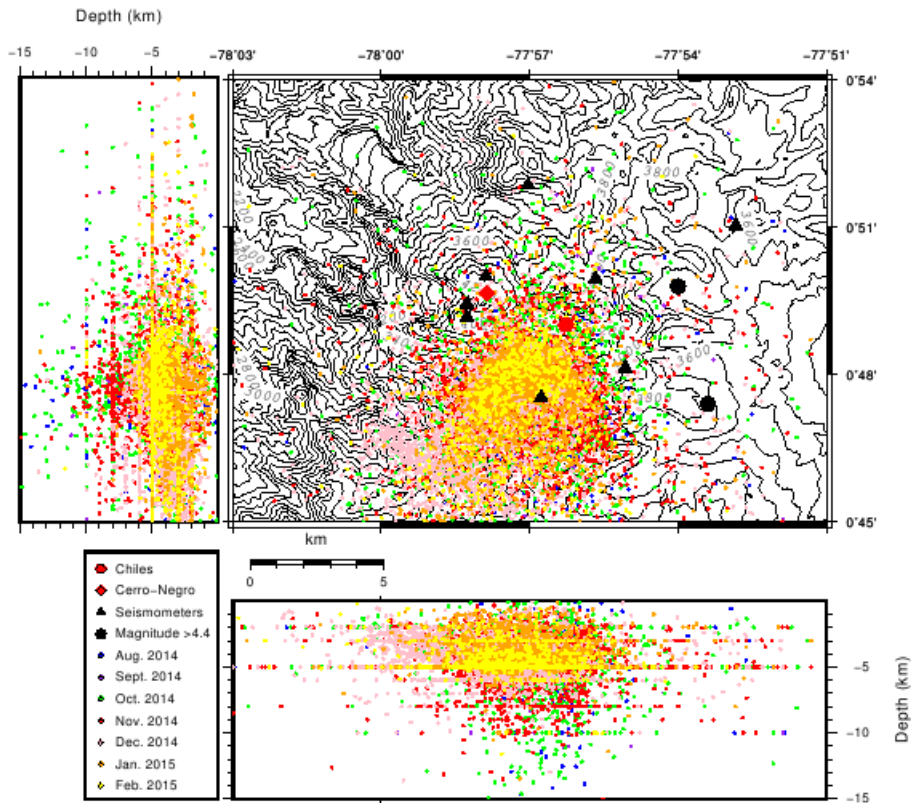 Depth (km)
−15 −10 −5
−78°03' −78°00' −77°57' −77°54' −77°51'
0°54'
0°51'
0°48'
0°45'
3800
3800
3600
3600
3600
3800
km
0 5
Chiles
Cerro−Negro
Seismometers
Magnitude >4.4
Aug. 2014
Sept. 2014
Oct. 2014
Nov. 2014
Dec. 2014
Jan. 2015
Feb. 2015
−5
−10
−15
Depth (km)